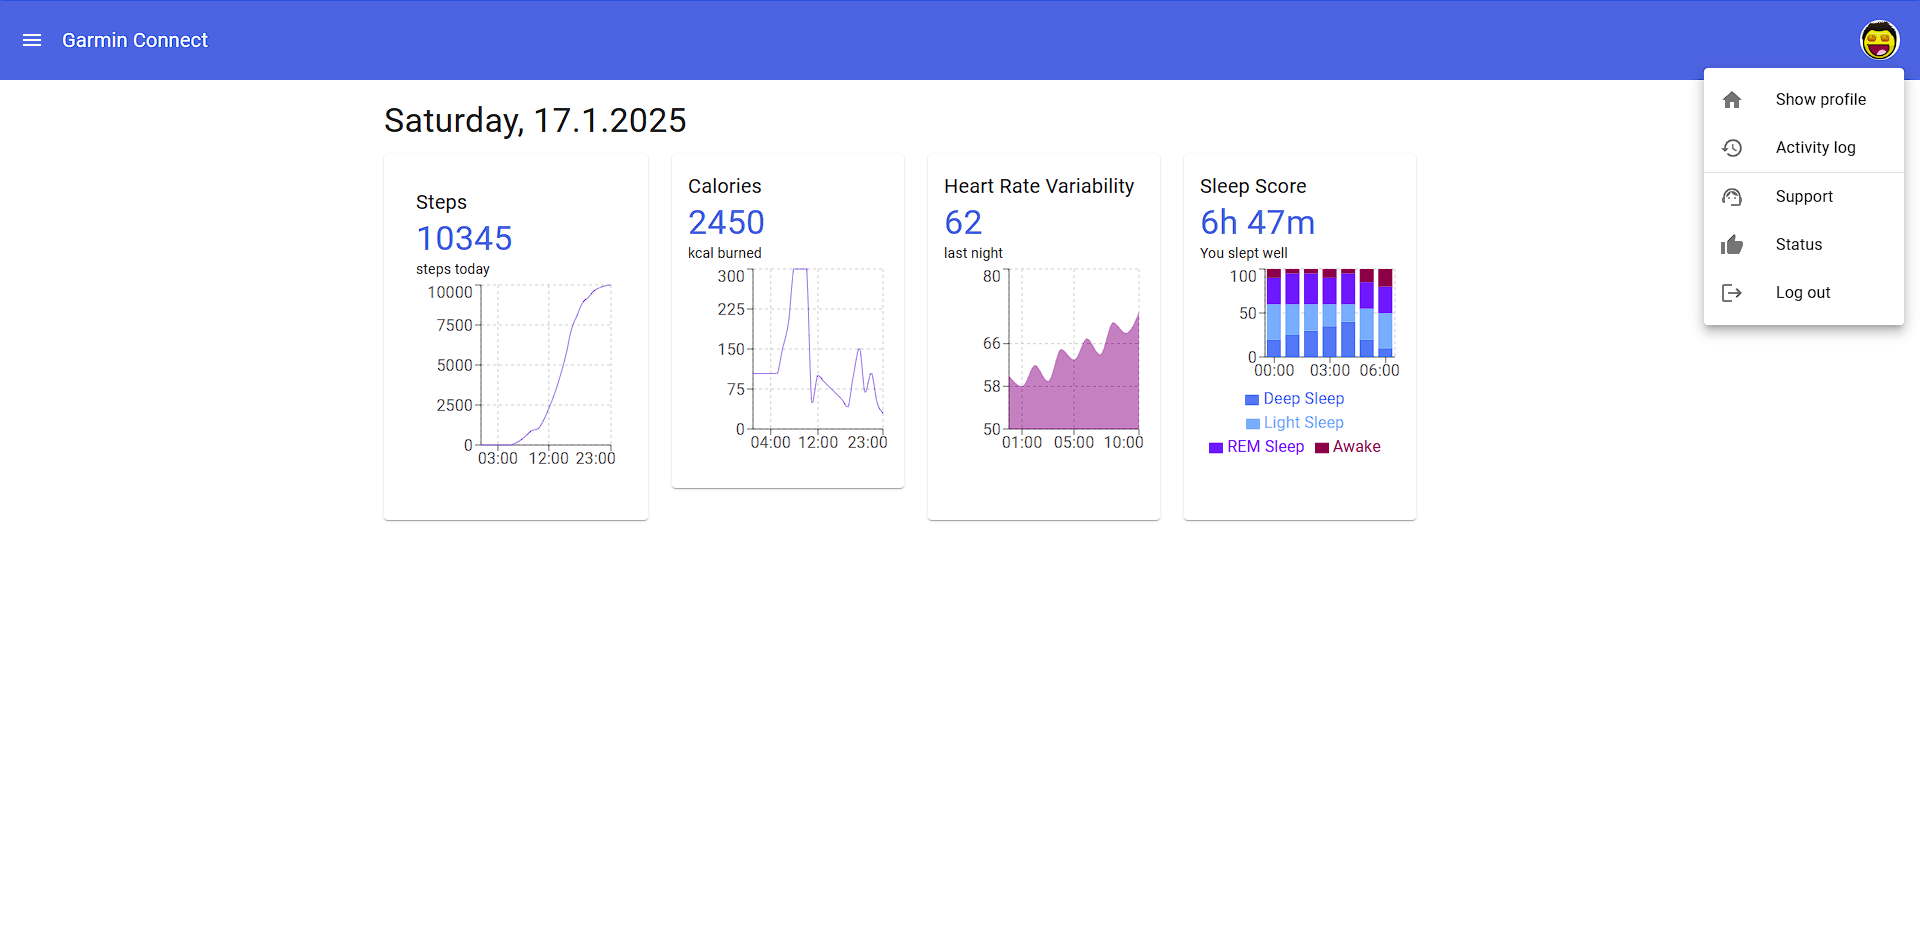 Garmin Connect
Show profile
Activity log
Support
Status
Log out
Saturday, 17.1.2025
Steps
10345
steps today
10000
7500
5000
2500
0
03:00 12:00 23:00
Calories
2450
kcal burned
300
225
150
75
0
04:00 12:00 23:00
Heart Rate Variability
62
last night
80
66
58
50
01:00 05:00 10:00
Sleep Score
6h 47m
You slept well
100
50
0
00:00 03:00 06:00
Deep Sleep
Light Sleep
REM Sleep Awake